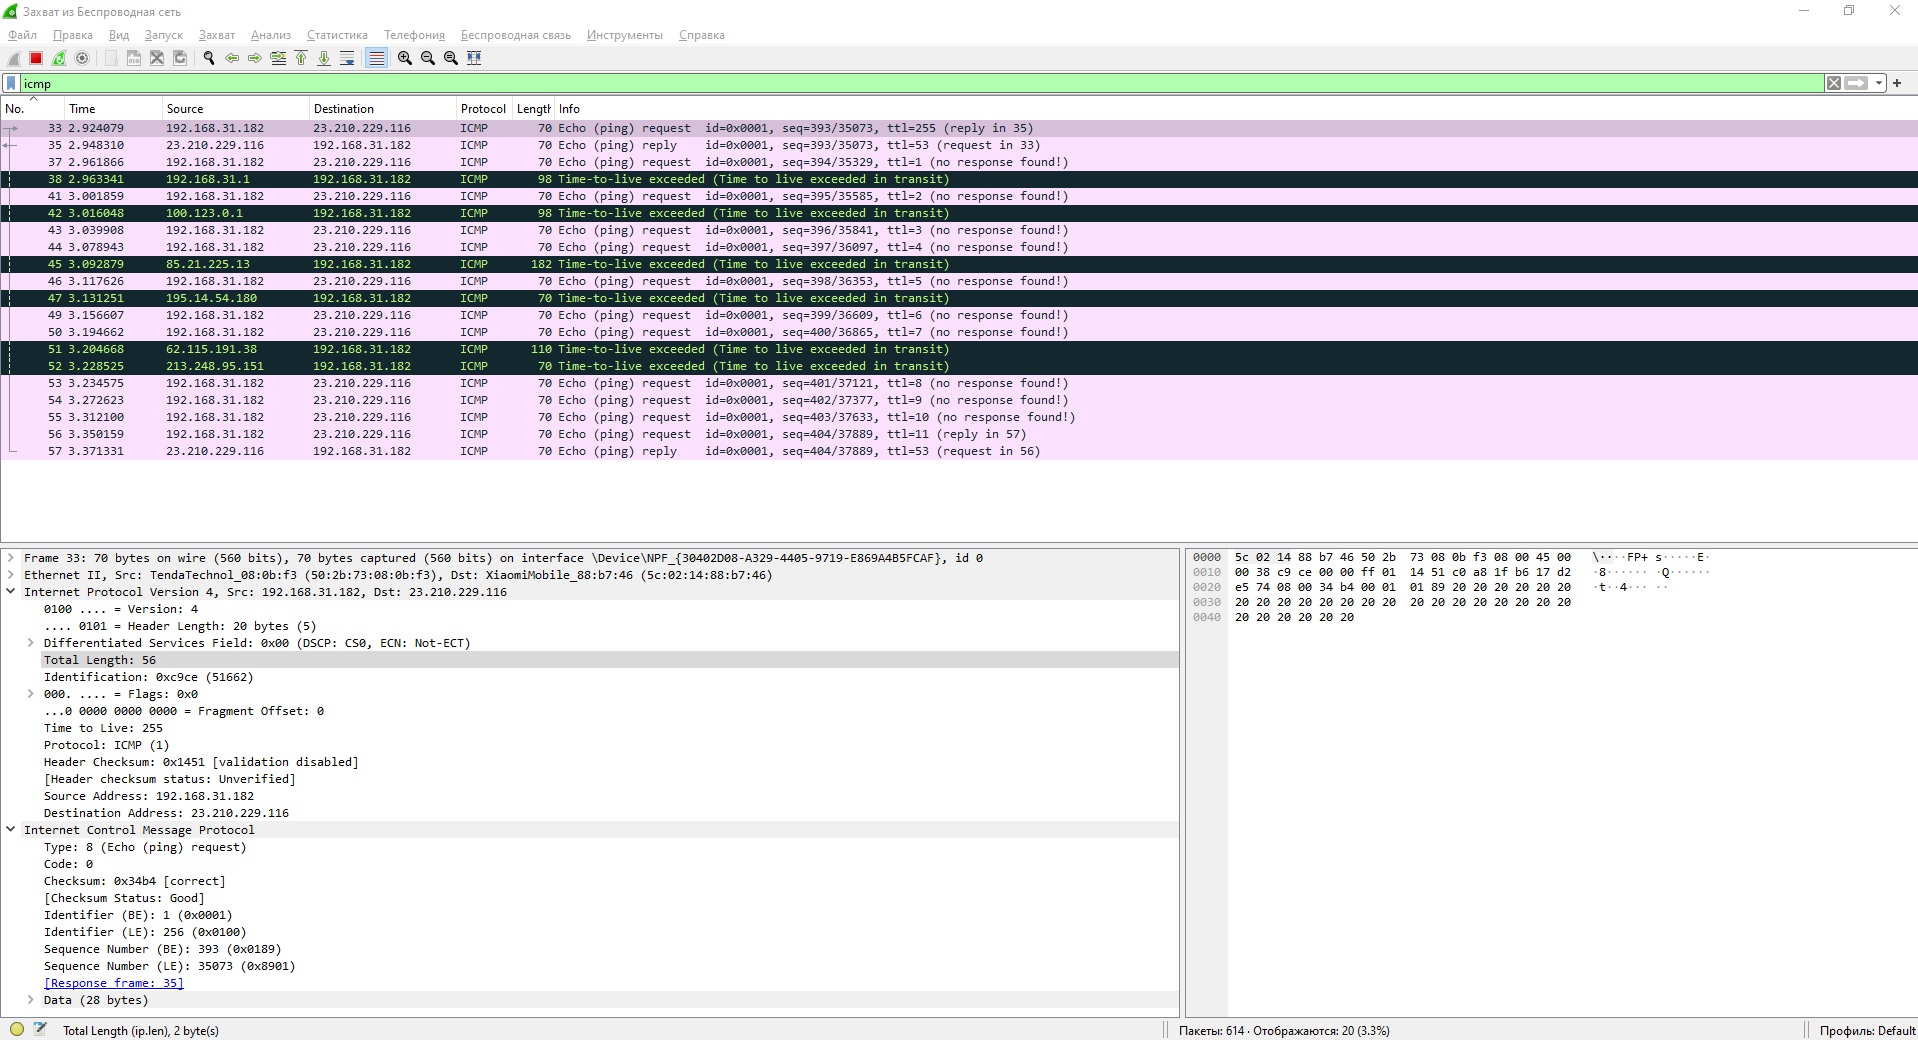 Захват из Беспроводная сеть
Файл Правка Вид Запуск Захват Анализ Статистика Телефония Беспроводная связь Инструменты Справка
icmp
No. Time Source Destination Protocol Length Info
33 2.924079 192.168.31.182 23.210.229.116 ICMP 70 Echo (ping) request id=0x0001, seq=393/35073, ttl=255 (reply in 35)
35 2.948310 23.210.229.116 192.168.31.182 ICMP 70 Echo (ping) reply id=0x0001, seq=393/35073, ttl=53 (request in 33)
37 2.961866 192.168.31.182 23.210.229.116 ICMP 70 Echo (ping) request id=0x0001, seq=394/35329, ttl=1 (no response found!)
38 2.963341 192.168.31.1 192.168.31.182 ICMP 98 Time-to-live exceeded (Time to live exceeded in transit)
41 3.001859 192.168.31.182 23.210.229.116 ICMP 70 Echo (ping) request id=0x0001, seq=395/35585, ttl=2 (no response found!)
42 3.016048 100.123.0.1 192.168.31.182 ICMP 98 Time-to-live exceeded (Time to live exceeded in transit)
43 3.039908 192.168.31.182 23.210.229.116 ICMP 70 Echo (ping) request id=0x0001, seq=396/35841, ttl=3 (no response found!)
44 3.078943 192.168.31.182 23.210.229.116 ICMP 70 Echo (ping) request id=0x0001, seq=397/36097, ttl=4 (no response found!)
45 3.092879 85.21.225.13 192.168.31.182 ICMP 182 Time-to-live exceeded (Time to live exceeded in transit)
46 3.117626 192.168.31.182 23.210.229.116 ICMP 70 Echo (ping) request id=0x0001, seq=398/36353, ttl=5 (no response found!)
47 3.131251 195.14.54.180 192.168.31.182 ICMP 70 Time-to-live exceeded (Time to live exceeded in transit)
49 3.156607 192.168.31.182 23.210.229.116 ICMP 70 Echo (ping) request id=0x0001, seq=399/36609, ttl=6 (no response found!)
50 3.194662 192.168.31.182 23.210.229.116 ICMP 70 Echo (ping) request id=0x0001, seq=400/36865, ttl=7 (no response found!)
51 3.204668 62.115.191.38 192.168.31.182 ICMP 110 Time-to-live exceeded (Time to live exceeded in transit)
52 3.228525 213.248.95.151 192.168.31.182 ICMP 70 Time-to-live exceeded (Time to live exceeded in transit)
53 3.234575 192.168.31.182 23.210.229.116 ICMP 70 Echo (ping) request id=0x0001, seq=401/37121, ttl=8 (no response found!)
54 3.272623 192.168.31.182 23.210.229.116 ICMP 70 Echo (ping) request id=0x0001, seq=402/37377, ttl=9 (no response found!)
55 3.312100 192.168.31.182 23.210.229.116 ICMP 70 Echo (ping) request id=0x0001, seq=403/37633, ttl=10 (no response found!)
56 3.350159 192.168.31.182 23.210.229.116 ICMP 70 Echo (ping) request id=0x0001, seq=404/37889, ttl=11 (reply in 57)
57 3.371331 23.210.229.116 192.168.31.182 ICMP 70 Echo (ping) reply id=0x0001, seq=404/37889, ttl=53 (request in 56)
Frame 33: 70 bytes on wire (560 bits), 70 bytes captured (560 bits) on interface \Device\NPF_{30402D08-A329-4405-9719-E869A4B5FCAF}, id 0
Ethernet II, Src: TendaTechnol_08:0b:f3 (50:2b:73:08:0b:f3), Dst: XiaomiMobile_88:b7:46 (5c:02:14:88:b7:46)
Internet Protocol Version 4, Src: 192.168.31.182, Dst: 23.210.229.116
0100 .... = Version: 4
.... 0101 = Header Length: 20 bytes (5)
Differentiated Services Field: 0x00 (DSCP: CS0, ECN: Not-ECT)
Total Length: 56
Identification: 0xc9ce (51662)
000. .... = Flags: 0x0
...0 0000 0000 0000 = Fragment Offset: 0
Time to Live: 255
Protocol: ICMP (1)
Header Checksum: 0x1451 [validation disabled]
[Header checksum status: Unverified]
Source Address: 192.168.31.182
Destination Address: 23.210.229.116
Internet Control Message Protocol
Type: 8 (Echo (ping) request)
Code: 0
Checksum: 0x34b4 [correct]
[Checksum Status: Good]
Identifier (BE): 1 (0x0001)
Identifier (LE): 256 (0x0100)
Sequence Number (BE): 393 (0x0189)
Sequence Number (LE): 35073 (0x8901)
[Response frame: 35]
Data (28 bytes)
0000 5c 02 14 88 b7 46 50 2b 73 08 0b f3 08 00 45 00 \····FP+ s·····E·
0010 00 38 c9 ce 00 00 ff 01 14 51 c0 a8 1f b6 17 d2 ·8······ ·Q······
0020 e5 74 08 00 34 b4 00 01 01 89 20 20 20 20 20 20 ·t··4··· ··
0030 20 20 20 20 20 20 20 20 20 20 20 20 20 20 20 20
0040 20 20 20 20 20 20
Total Length (ip.len), 2 byte(s)
Пакеты: 614 · Отображаются: 20 (3.3%)
Профиль: Default